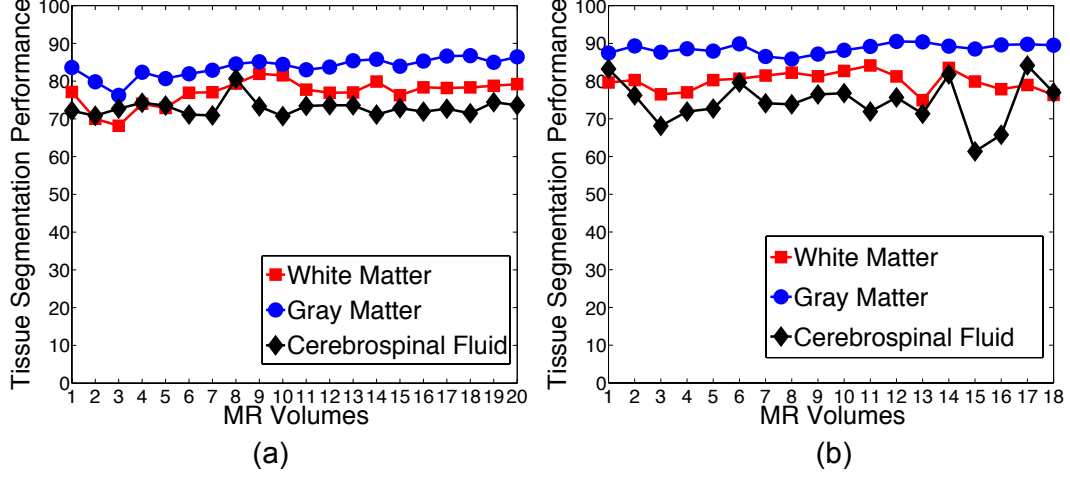 100
90
80
70
60
50
40
30
20
10
0
Tissue Segmentation Performance
White Matter
Gray Matter
Cerebrospinal Fluid
1 2 3 4 5 6 7 8 9 10 11 12 13 14 15 16 17 18 19 20
MR Volumes
(a)
100
90
80
70
60
50
40
30
20
10
0
Tissue Segmentation Performance
White Matter
Gray Matter
Cerebrospinal Fluid
1 2 3 4 5 6 7 8 9 10 11 12 13 14 15 16 17 18
MR Volumes
(b)